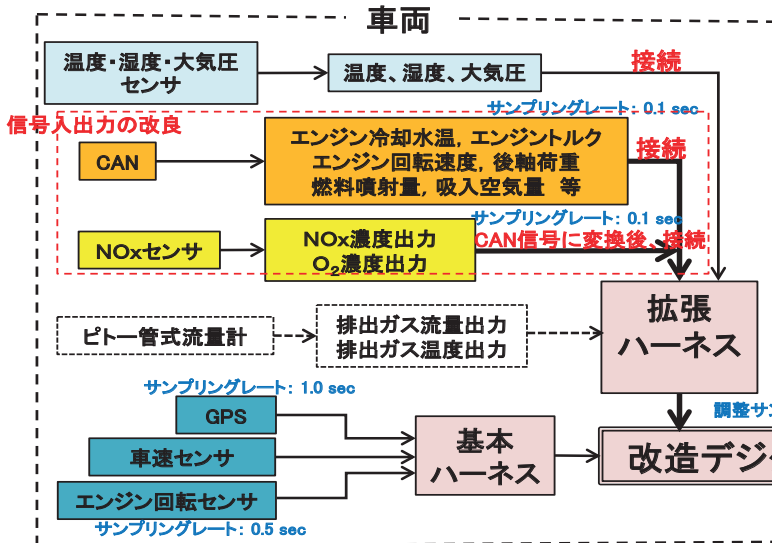 車両
温度・湿度・大気圧
センサ
温度、湿度、大気圧
接続
サンプリングレート： 0.1 sec
信号入出力の改良
CAN
エンジン冷却水温, エンジントルク
エンジン回転速度, 後軸荷重
燃料噴射量, 吸入空気量 等
接続
サンプリングレート： 0.1 sec
NOxセンサ
NOx濃度出力
O₂濃度出力
CAN信号に変換後、接続
ピトー管式流量計
排出ガス流量出力
排出ガス温度出力
拡張
ハーネス
サンプリングレート： 1.0 sec
GPS
車速センサ
エンジン回転センサ
サンプリングレート： 0.5 sec
基本
ハーネス
調整サン
改造デジ